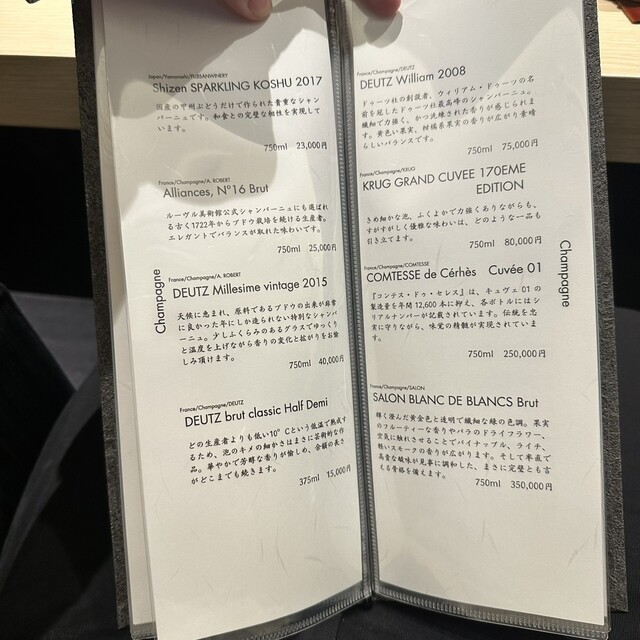 Japan/Yamanashi/FUJISANWINERY
Shizen SPARKLING KOSHU 2017
国産の甲州ぶどうだけで作られた貴重なシャン
パーニュです。和食との完璧な相性を実現して
います。
750ml 23,000円
France/Champagne/A. ROBERT
Alliances, N°16 Brut
ルーヴル美術館公式シャンパーニュにも選ばれ
る古く1722年からブドウ栽培を続ける生産者。
エレガントでバランスが取れた味わいです。
750ml 25,000円
France/Champagne/A. ROBERT
DEUTZ Millesime vintage 2015
天候に恵まれ、原料であるブドウの出来が非常
に良かった年にしか造られない特別なシャンパ
ーニュ。少しふくらみのあるグラスでゆっくり
と温度を上げながら香りの変化と拡がりをお愉
しみ頂けます。
750ml 40,000円
France/Champagne/DEUTZ
DEUTZ brut classic Half Demi
どの生産者よりも低い10°Cという低温で熟成す
るため、泡のキメの細かさはまさに芸術的な作
品。華やかで芳醇な香りが愉しめ、余韻の長さ
がどこまでも続きます。
375ml 15,000円
Champagne
France/Champagne/DEUTZ
DEUTZ William 2008
ドゥーツ社の創設者、ウィリアム・ドゥーツの名
前を冠したドゥーツ社最高峰のシャンパーニュ。
繊細で力強く、かつ洗練された香りが感じられま
す。黄色い果実、柑橘系果実の香りが広がり素晴
らしいバランスです。
750ml 75,000円
France/Champagne/KRUG
KRUG GRAND CUVEE 170EME
EDITION
きめ細かな泡、ふくよかで力強くありながらも、
すがすがしく優雅な味わいは、どのような一品も
引き立てます。
750ml 80,000円
France/Champagne/COMTESSE
COMTESSE de Cérhès Cuvée 01
『コンテス・ドゥ・セレス』は、キュヴェ 01 の
製造量を年間 12,600 本に抑え、各ボトルにはシ
リアルナンバーが記載されています。伝統を忠
実に守りながら、味覚の精髄が実現されていま
す。
750ml 250,000円
France/Champagne/SALON
SALON BLANC DE BLANCS Brut
輝く澄んだ黄金色と透明で繊細な緑の色調。果実
のフルーティーな香りやバラのドライフラワー、
空気に触れさせることでパイナップル、ライチ、
軽いスモークの香りが広がります。そして率直で
高貴な酸味が見事に調和した、まさに完璧とも言
える骨格を備えます。
750ml 350,000円
Champagne